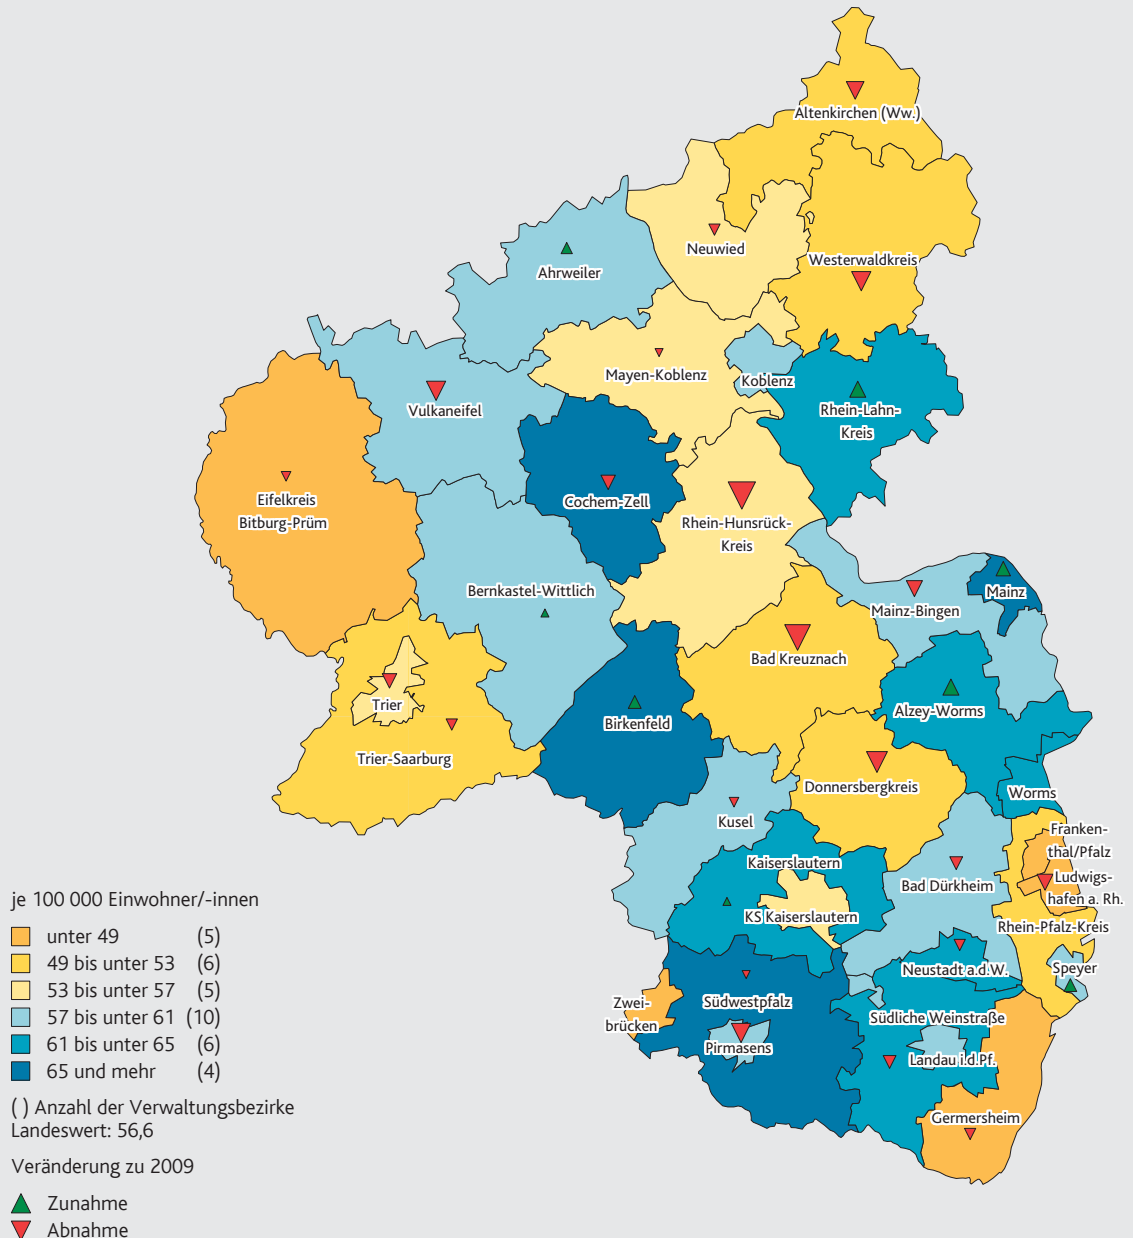 Altenkirchen (Ww.)
Neuwied
Westerwaldkreis
Ahrweiler
Mayen-Koblenz
Koblenz
Rhein-Lahn-
Kreis
Vulkaneifel
Eifelkreis
Bitburg-Prüm
Cochem-Zell
Rhein-Hunsrück-
Kreis
Bernkastel-Wittlich
Mainz
Mainz-Bingen
Bad Kreuznach
Trier
Birkenfeld
Alzey-Worms
Trier-Saarburg
Donnersbergkreis
Worms
Kusel
Franken-
thal/Pfalz
Kaiserslautern
Bad Dürkheim
Ludwigs-
hafen a. Rh.
KS Kaiserslautern
Rhein-Pfalz-Kreis
Neustadt a.d.W.
Speyer
Zwei-
brücken
Südwestpfalz
Südliche Weinstraße
Pirmasens
Landau i.d.Pf.
Germersheim
je 100 000 Einwohner/-innen
unter 49 (5)
49 bis unter 53 (6)
53 bis unter 57 (5)
57 bis unter 61 (10)
61 bis unter 65 (6)
65 und mehr (4)
( ) Anzahl der Verwaltungsbezirke
Landeswert: 56,6
Veränderung zu 2009
Zunahme
Abnahme